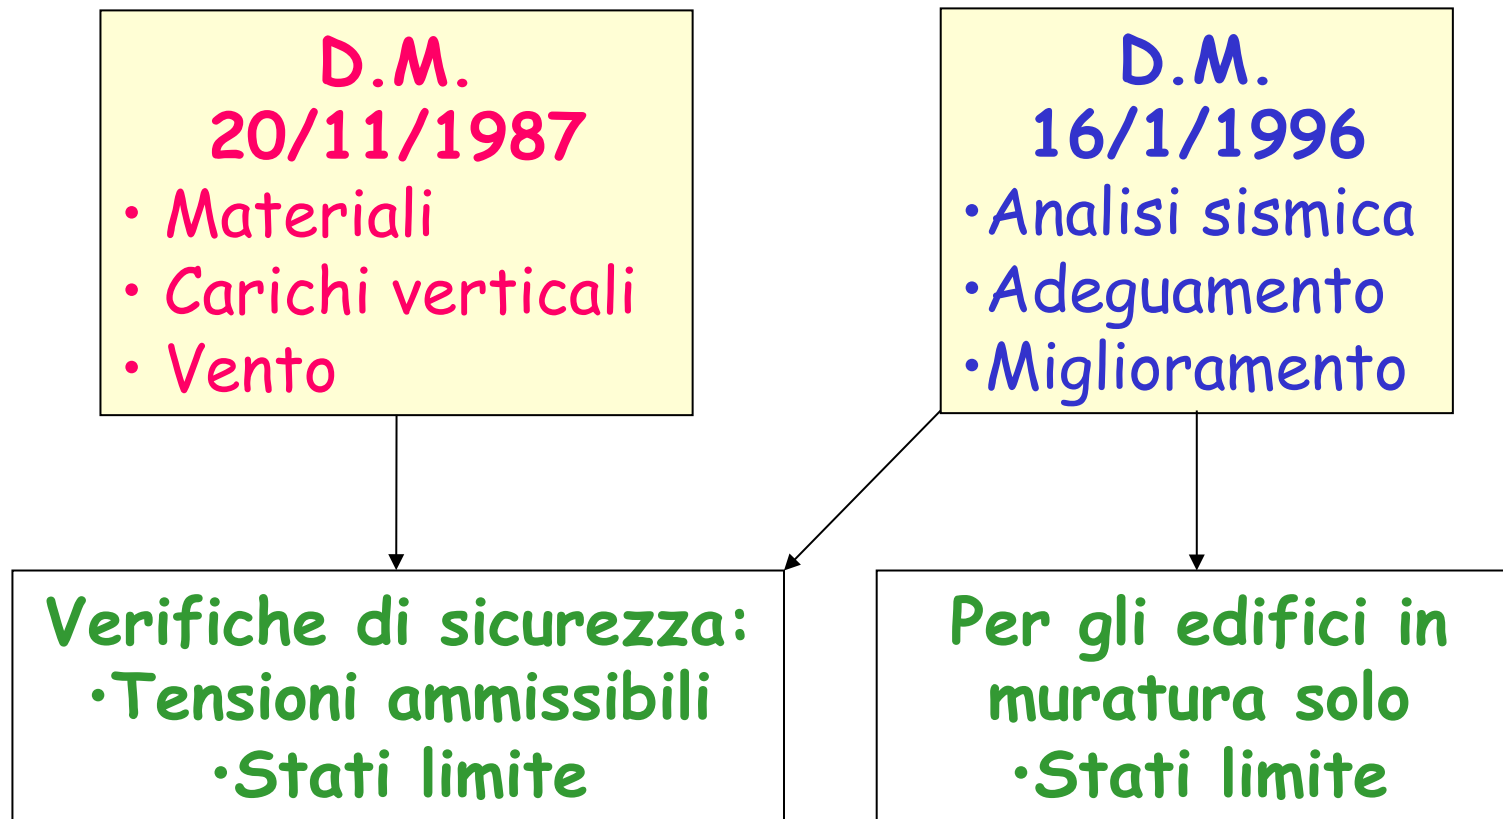 D.M.
20/11/1987
• Materiali
• Carichi verticali
• Vento
D.M.
16/1/1996
•Analisi sismica
•Adeguamento
•Miglioramento
Verifiche di sicurezza:
•Tensioni ammissibili
•Stati limite
Per gli edifici in
muratura solo
•Stati limite